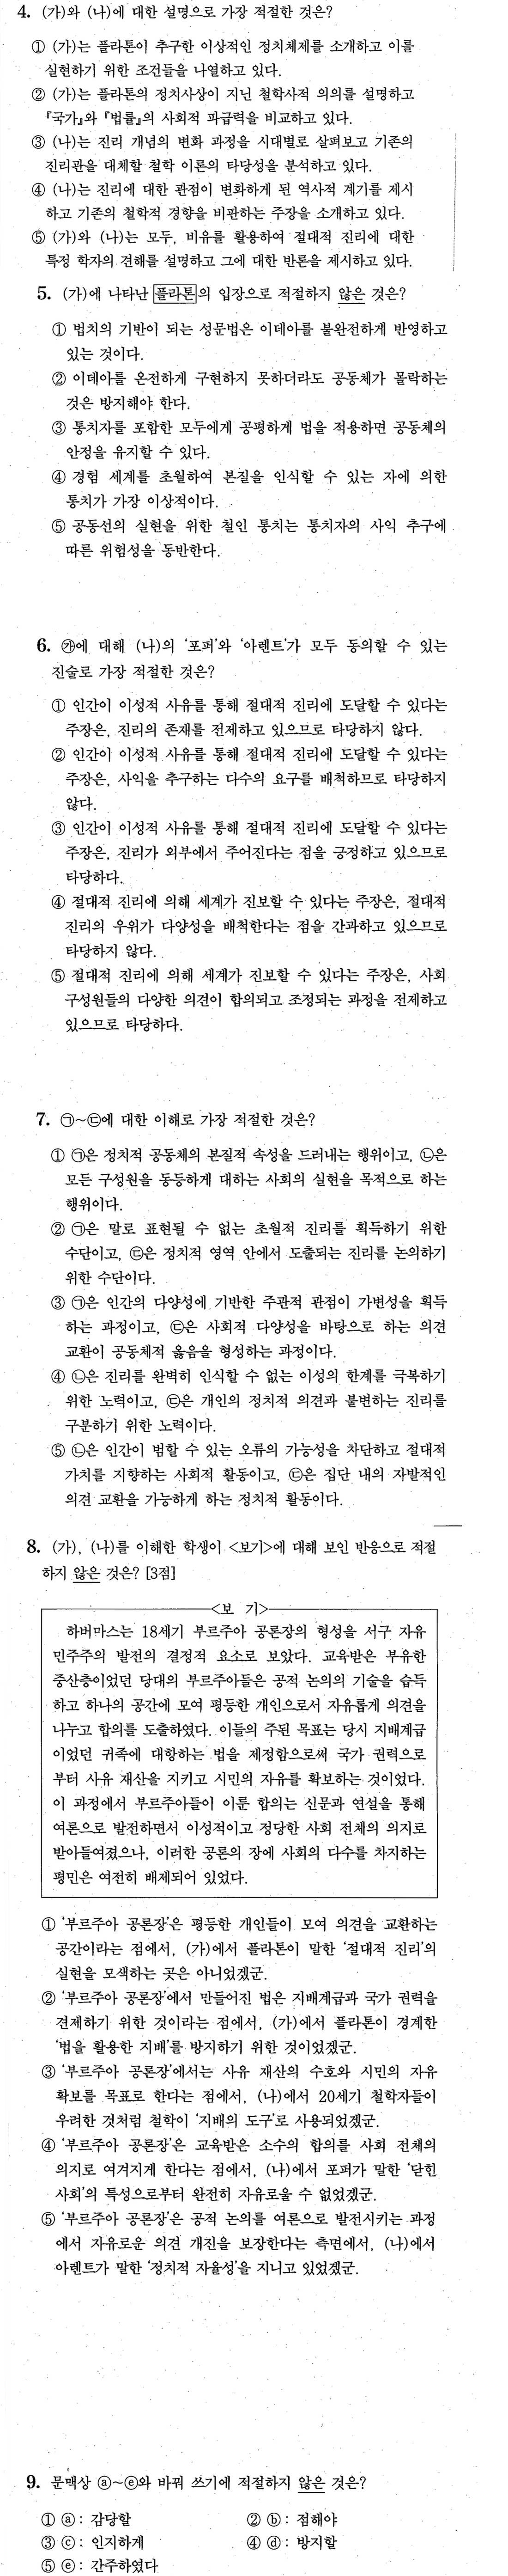 4. (가)와 (나)에 대한 설명으로 가장 적절한 것은?
① (가)는 플라톤이 추구한 이상적인 정치체제를 소개하고 이를
실현하기 위한 조건들을 나열하고 있다.
② (가)는 플라톤의 정치사상이 지닌 철학사적 의의를 설명하고
『국가』와 『법률』의 사회적 파급력을 비교하고 있다.
③ (나)는 진리 개념의 변화 과정을 시대별로 살펴보고 기존의
진리관을 대체할 철학 이론의 타당성을 분석하고 있다.
④ (나)는 진리에 대한 관점이 변화하게 된 역사적 계기를 제시
하고 기존의 철학적 경향을 비판하는 주장을 소개하고 있다.
⑤ (가)와 (나)는 모두, 비유를 활용하여 절대적 진리에 대한
특정 학자의 견해를 설명하고 그에 대한 반론을 제시하고 있다.
5. (가)에 나타난 플라톤의 입장으로 적절하지 않은 것은?
① 법치의 기반이 되는 성문법은 이데아를 불완전하게 반영하고
있는 것이다.
② 이데아를 온전하게 구현하지 못하더라도 공동체가 몰락하는
것은 방지해야 한다.
③ 통치자를 포함한 모두에게 공평하게 법을 적용하면 공동체의
안정을 유지할 수 있다.
④ 경험 세계를 초월하여 본질을 인식할 수 있는 자에 의한
통치가 가장 이상적이다.
⑤ 공동선의 실현을 위한 철인 통치는 통치자의 사익 추구에
따른 위험성을 동반한다.
6. ㉮에 대해 (나)의 '포퍼'와 '아렌트'가 모두 동의할 수 있는
진술로 가장 적절한 것은?
① 인간이 이성적 사유를 통해 절대적 진리에 도달할 수 있다는
주장은, 진리의 존재를 전제하고 있으므로 타당하지 않다.
② 인간이 이성적 사유를 통해 절대적 진리에 도달할 수 있다는
주장은, 사익을 추구하는 다수의 요구를 배척하므로 타당하지
않다.
③ 인간이 이성적 사유를 통해 절대적 진리에 도달할 수 있다는
주장은, 진리가 외부에서 주어진다는 점을 긍정하고 있으므로
타당하다.
④ 절대적 진리에 의해 세계가 진보할 수 있다는 주장은, 절대적
진리의 우위가 다양성을 배척한다는 점을 간과하고 있으므로
타당하지 않다.
⑤ 절대적 진리에 의해 세계가 진보할 수 있다는 주장은, 사회
구성원들의 다양한 의견이 합의되고 조정되는 과정을 전제하고
있으므로 타당하다.
7. ㉠~㉢에 대한 이해로 가장 적절한 것은?
① ㉠은 정치적 공동체의 본질적 속성을 드러내는 행위이고, ㉡은
모든 구성원을 동등하게 대하는 사회의 실현을 목적으로 하는
행위이다.
② ㉠은 말로 표현될 수 없는 초월적 진리를 획득하기 위한
수단이고, ㉢은 정치적 영역 안에서 도출되는 진리를 논의하기
위한 수단이다.
③ ㉠은 인간의 다양성에 기반한 주관적 관점이 가변성을 획득
하는 과정이고, ㉢은 사회적 다양성을 바탕으로 하는 의견
교환이 공동체적 옳음을 형성하는 과정이다.
④ ㉡은 진리를 완벽히 인식할 수 없는 이성의 한계를 극복하기
위한 노력이고, ㉢은 개인의 정치적 의견과 불변하는 진리를
구분하기 위한 노력이다.
⑤ ㉡은 인간이 범할 수 있는 오류의 가능성을 차단하고 절대적
가치를 지향하는 사회적 활동이고, ㉢은 집단 내의 자발적인
의견 교환을 가능하게 하는 정치적 활동이다.
8. (가), (나)를 이해한 학생이 <보기>에 대해 보인 반응으로 적절
하지 않은 것은? [3점]
<보 기>
하버마스는 18세기 부르주아 공론장의 형성을 서구 자유
민주주의 발전의 결정적 요소로 보았다. 교육받은 부유한
중산층이었던 당대의 부르주아들은 공적 논의의 기술을 습득
하고 하나의 공간에 모여 평등한 개인으로서 자유롭게 의견을
나누고 합의를 도출하였다. 이들의 주된 목표는 당시 지배계급
이었던 귀족에 대항하는 법을 제정함으로써 국가 권력으로
부터 사유 재산을 지키고 시민의 자유를 확보하는 것이었다.
이 과정에서 부르주아들이 이룬 합의는 신문과 연설을 통해
여론으로 발전하면서 이성적이고 정당한 사회 전체의 의지로
받아들여졌으나, 이러한 공론의 장에 사회의 다수를 차지하는
평민은 여전히 배제되어 있었다.
① '부르주아 공론장'은 평등한 개인들이 모여 의견을 교환하는
공간이라는 점에서, (가)에서 플라톤이 말한 '절대적 진리'의
실현을 모색하는 곳은 아니었겠군.
② '부르주아 공론장'에서 만들어진 법은 지배계급과 국가 권력을
견제하기 위한 것이라는 점에서, (가)에서 플라톤이 경계한
'법을 활용한 지배'를 방지하기 위한 것이었겠군.
③ '부르주아 공론장'에서는 사유 재산의 수호와 시민의 자유
확보를 목표로 한다는 점에서, (나)에서 20세기 철학자들이
우려한 것처럼 철학이 '지배의 도구'로 사용되었겠군.
④ '부르주아 공론장'은 교육받은 소수의 합의를 사회 전체의
의지로 여겨지게 한다는 점에서, (나)에서 포퍼가 말한 '닫힌
사회'의 특성으로부터 완전히 자유로울 수 없었겠군.
⑤ '부르주아 공론장'은 공적 논의를 여론으로 발전시키는 과정
에서 자유로운 의견 개진을 보장한다는 측면에서, (나)에서
아렌트가 말한 '정치적 자율성'을 지니고 있었겠군.
9. 문맥상 ⓐ~ⓔ와 바꿔 쓰기에 적절하지 않은 것은?
① ⓐ : 감당할 ② ⓑ : 접해야
③ ⓒ : 인지하게 ④ ⓓ : 방지할
⑤ ⓔ : 간주하였다